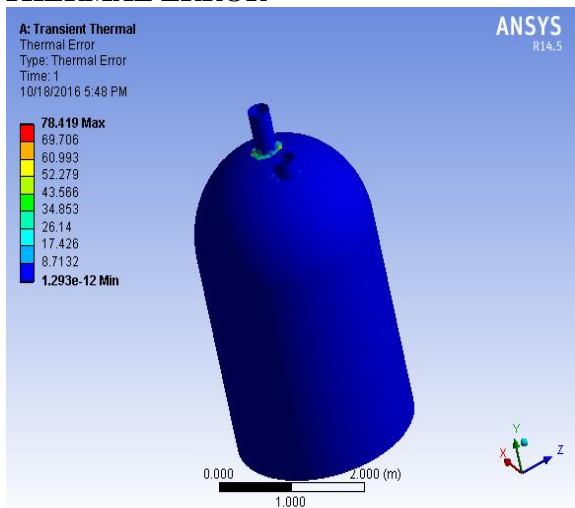 A: Transient Thermal
Thermal Error
Type: Thermal Error
Time: 1
10/18/2016 5:48 PM
78.419 Max
69.706
60.993
52.279
43.566
34.853
26.14
17.426
8.7132
1.293e-12 Min
ANSYS
R14.5
0.000
2.000 (m)
1.000
Y
X
Z